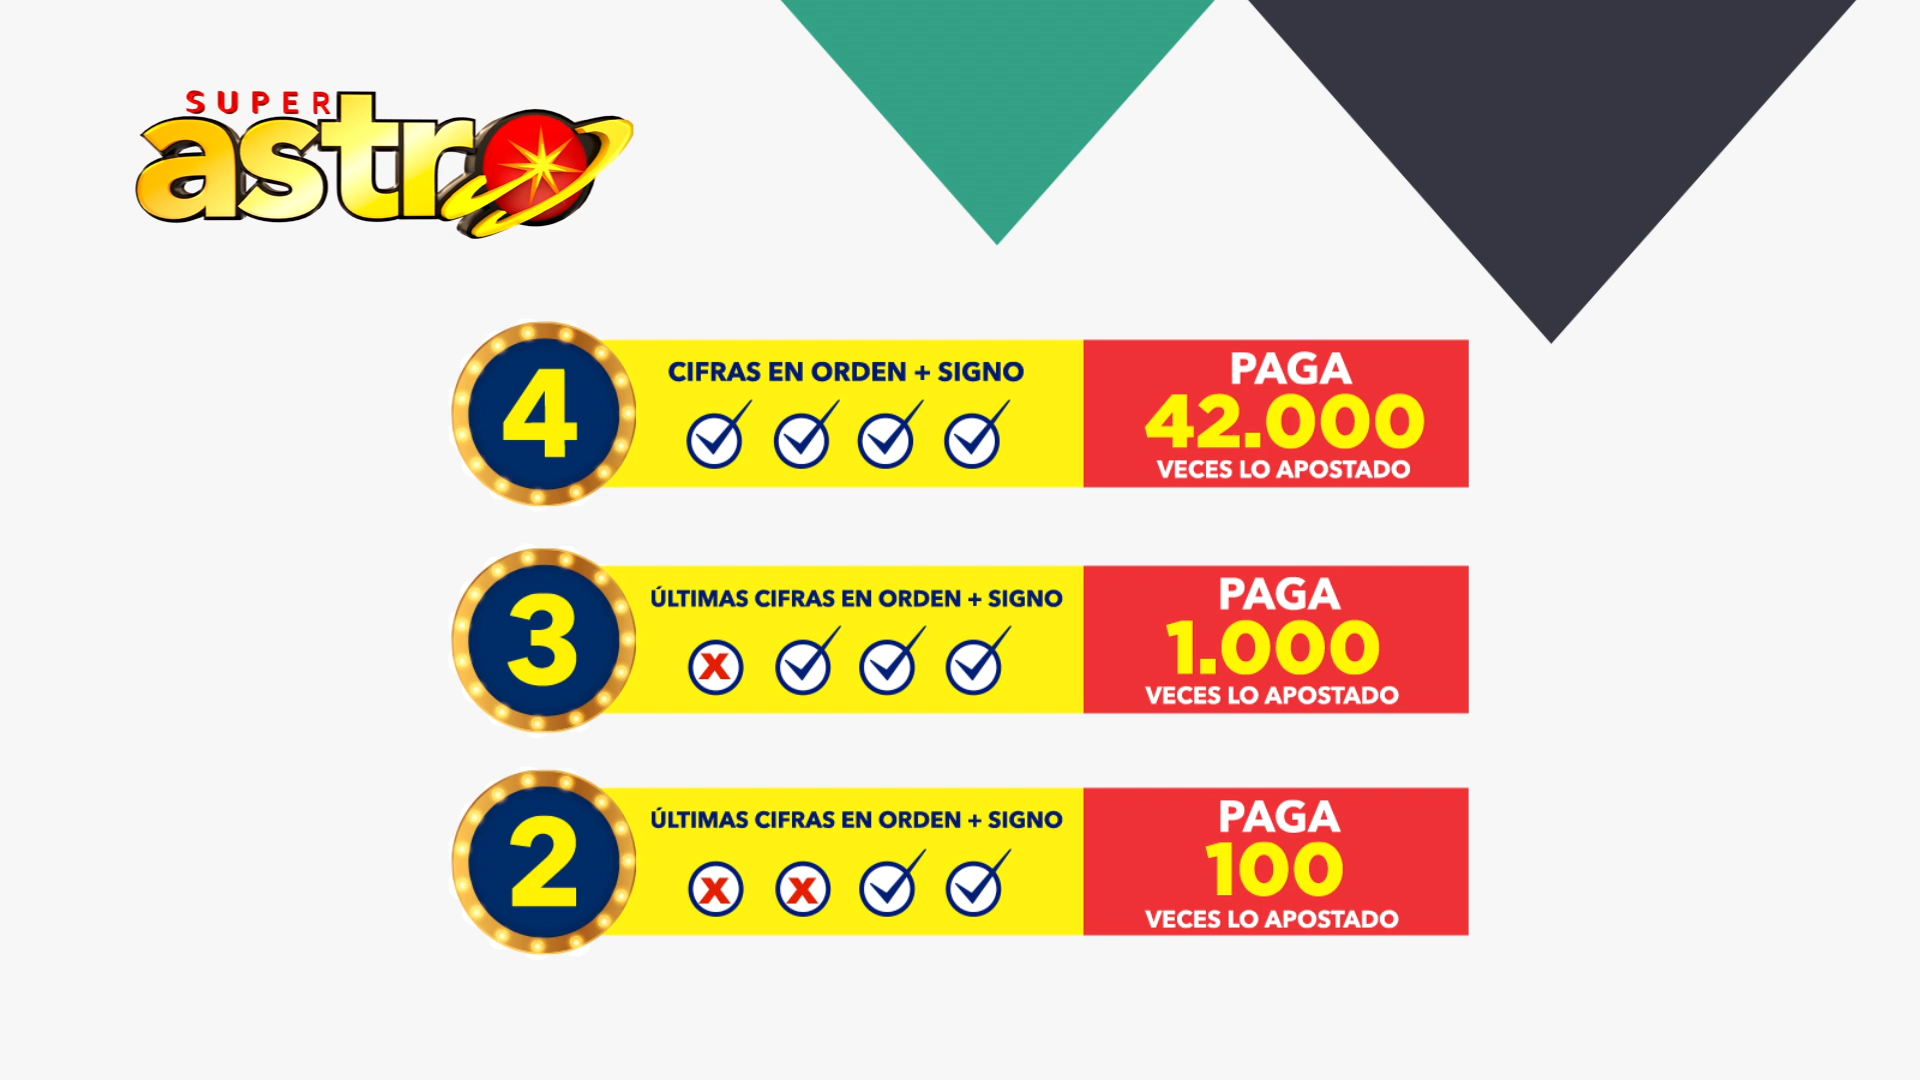 SUPER
astro
4
CIFRAS EN ORDEN + SIGNO
PAGA
42.000
VECES LO APOSTADO
3
ÚLTIMAS CIFRAS EN ORDEN + SIGNO
X
PAGA
1.000
VECES LO APOSTADO
2
ÚLTIMAS CIFRAS EN ORDEN + SIGNO
X X
PAGA
100
VECES LO APOSTADO